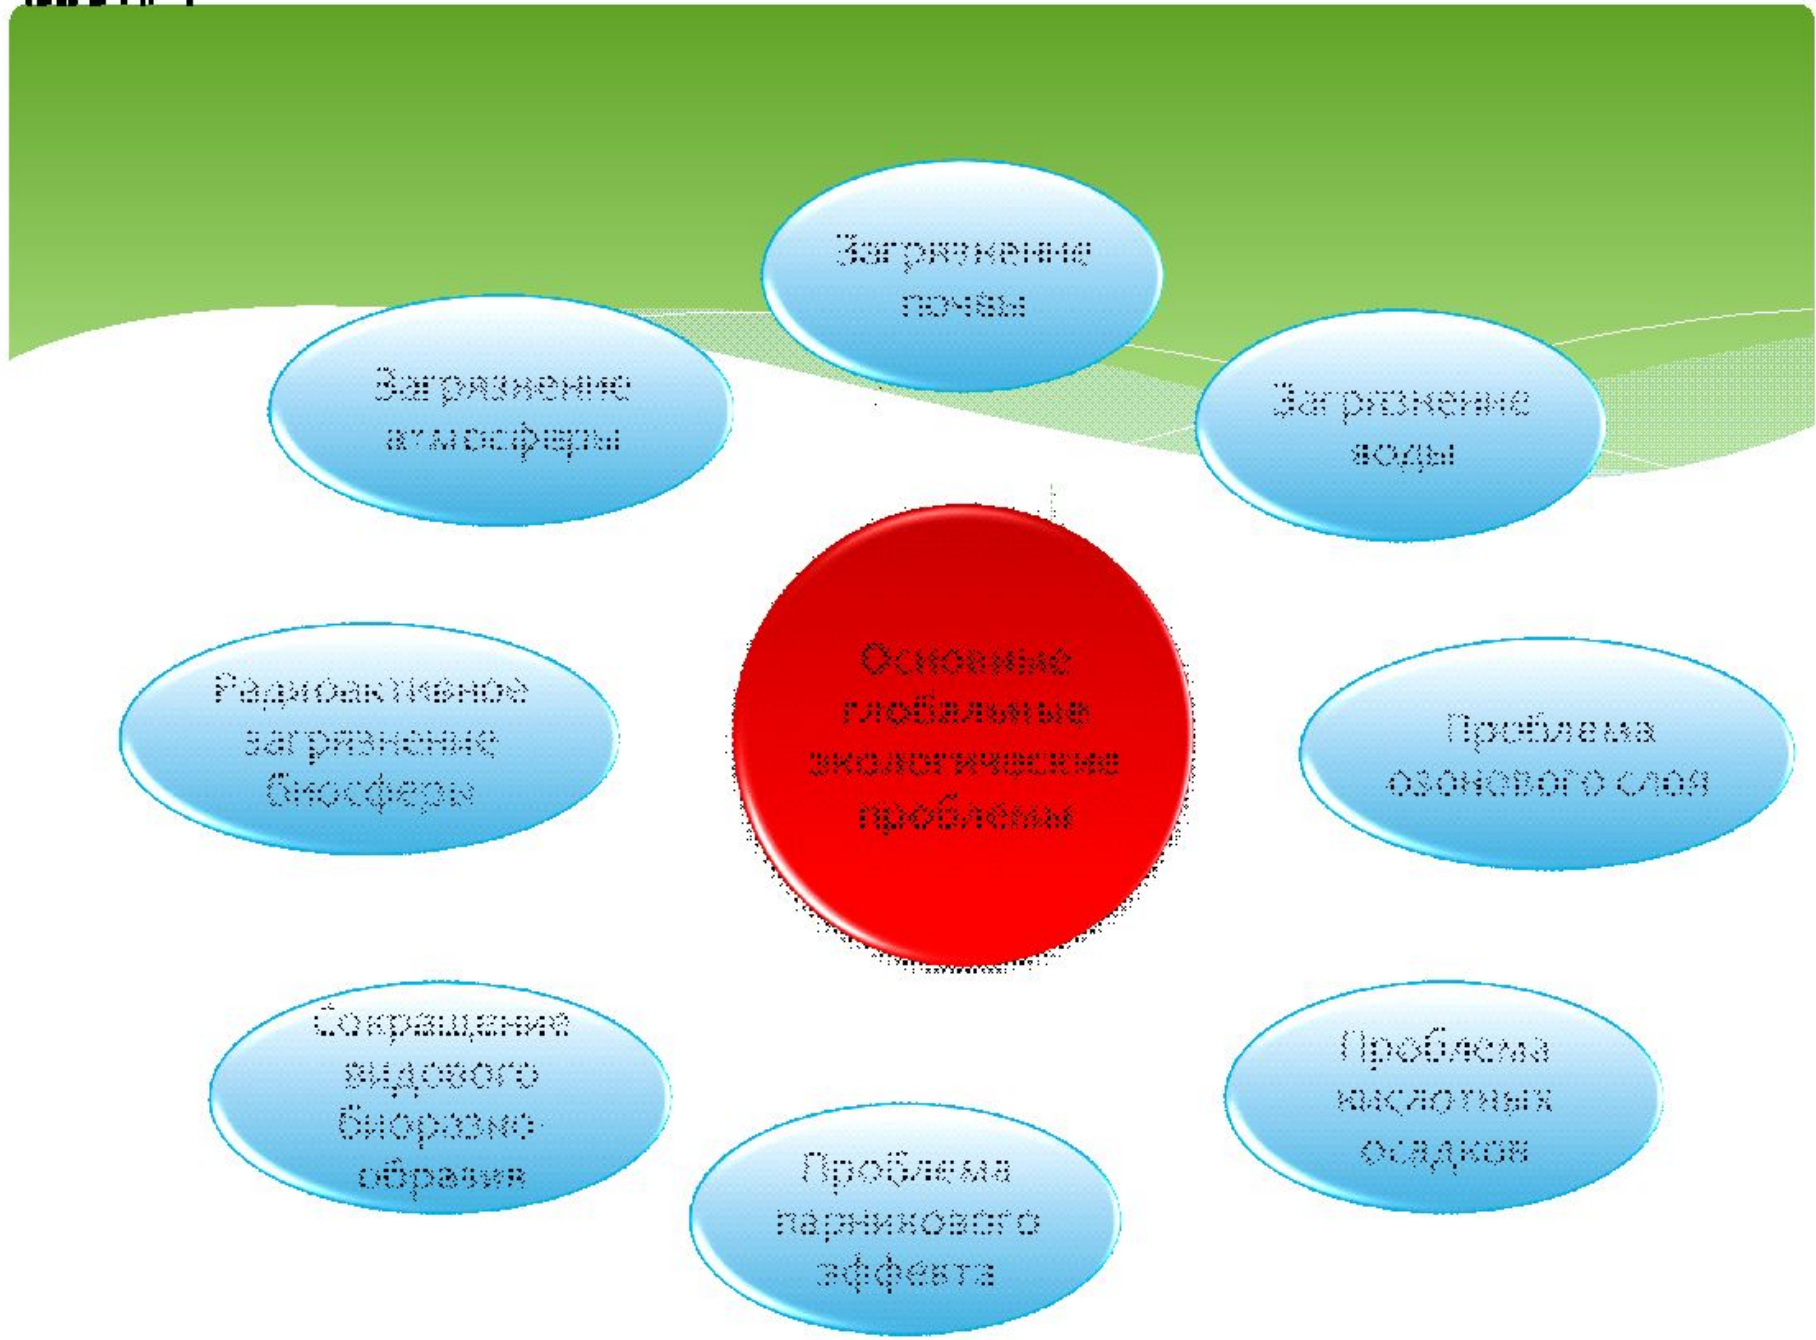 Загрязнение
почвы
Загрязнение
атмосферы
Загрязнение
воды
Основные
глобальные
экологические
проблемы
Радиоактивное
загрязнение
биосферы
Проблема
озонового слоя
Сокращение
видового
биоразно-
образия
Проблема
кислотных
осадков
Проблема
парникового
эффекта